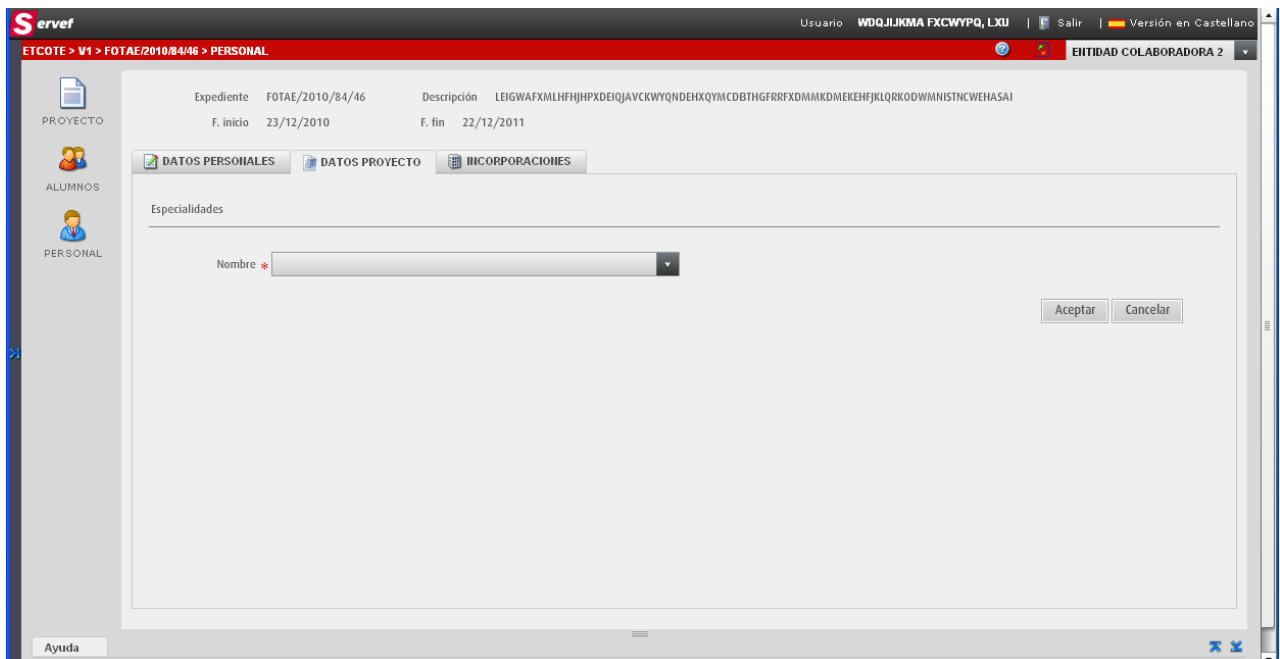 Servef Usuario WDQJIJKMA FXCWYPQ, LXU | Salir | Versión en Castellano
ETCOTE > V1 > FOTAE/2010/84/46 > PERSONAL ENTIDAD COLABORADORA 2
PROYECTO
ALUMNOS
PERSONAL
Expediente FOTAE/2010/84/46 Descripción LEIGWAFXMLHFHJHPXDEIQJAVCKWYQNDEHXQYMCDBTHGFRRFXDMMKDMEKEHFJKLQRKODWMNISTNCWEHASAI
F. inicio 23/12/2010 F. fin 22/12/2011
DATOS PERSONALES DATOS PROYECTO INCORPORACIONES
Especialidades
Nombre *
Aceptar Cancelar
Ayuda